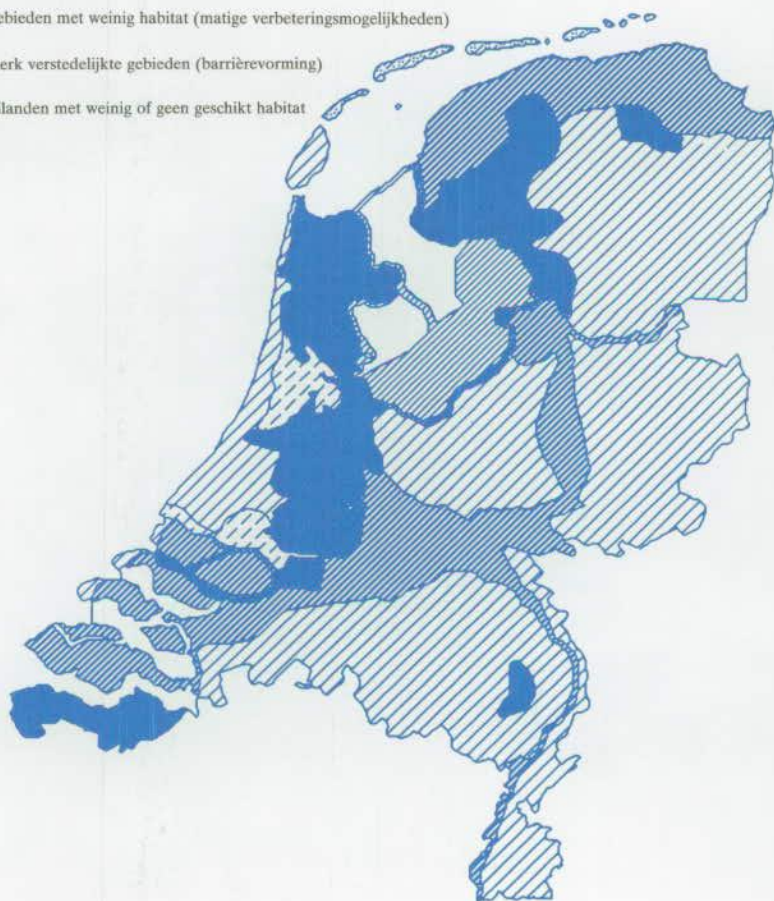 ebieden met weinig habitat (matige verbeteringsmogelijkheden)
erk verstedelijkte gebieden (barrièrevorming)
landen met weinig of geen geschikt habitat